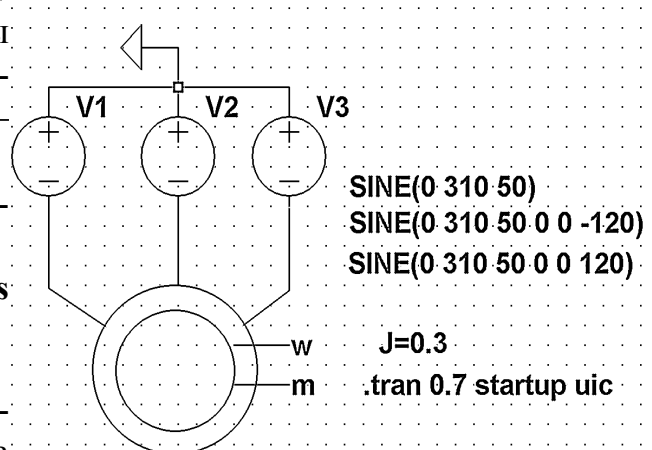 V1 V2 V3
SINE(0 310 50)
SINE(0 310 50 0 0 -120)
SINE(0 310 50 0 0 120)
w J=0.3
m .tran 0.7 startup uic